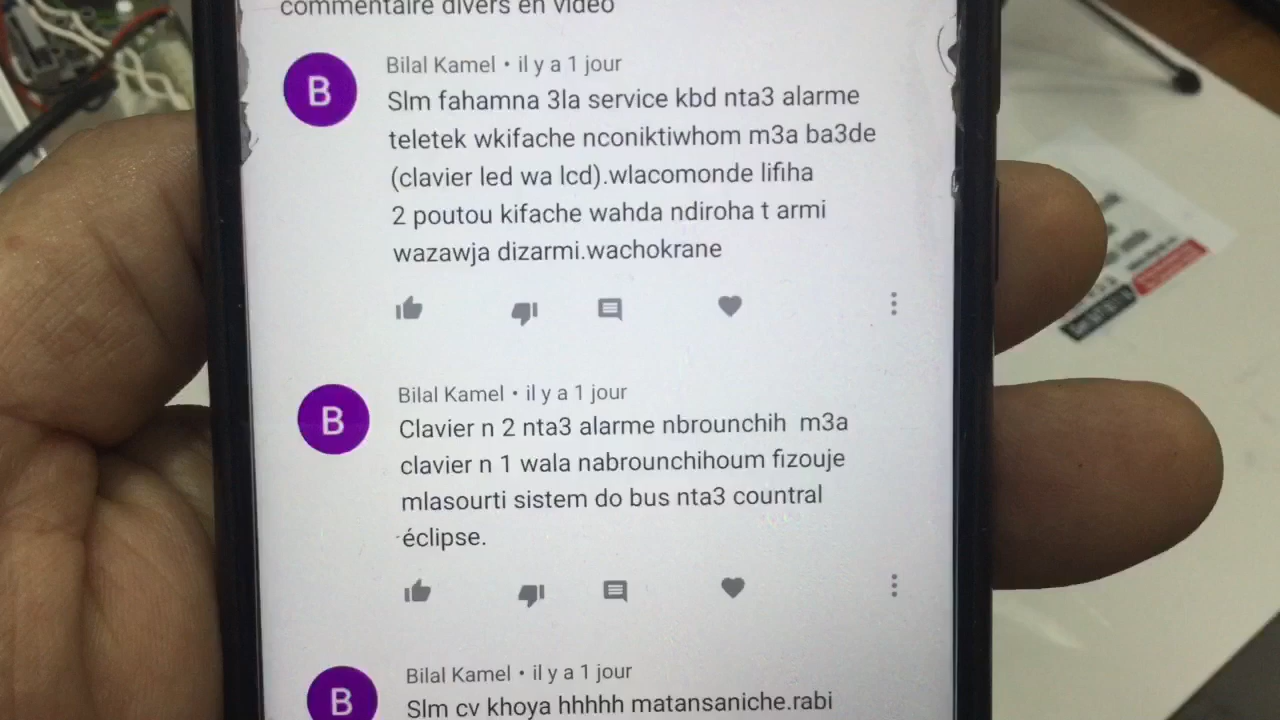 commentaire divers en vidéo
B
Bilal Kamel • il y a 1 jour
Slm fahamna 3la service kbd nta3 alarme
teletek wkifache nconiktiwhom m3a ba3de
(clavier led wa lcd).wlacomonde lifiha
2 poutou kifache wahda ndiroha t armi
wazawja dizarmi.wachokrane
B
Bilal Kamel • il y a 1 jour
Clavier n 2 nta3 alarme nbrounchih m3a
clavier n 1 wala nabrounchihoum fizouje
mlasourti sistem do bus nta3 countral
éclipse.
B
Bilal Kamel • il y a 1 jour
Slm cv khoya hhhhh matansaniche.rabi